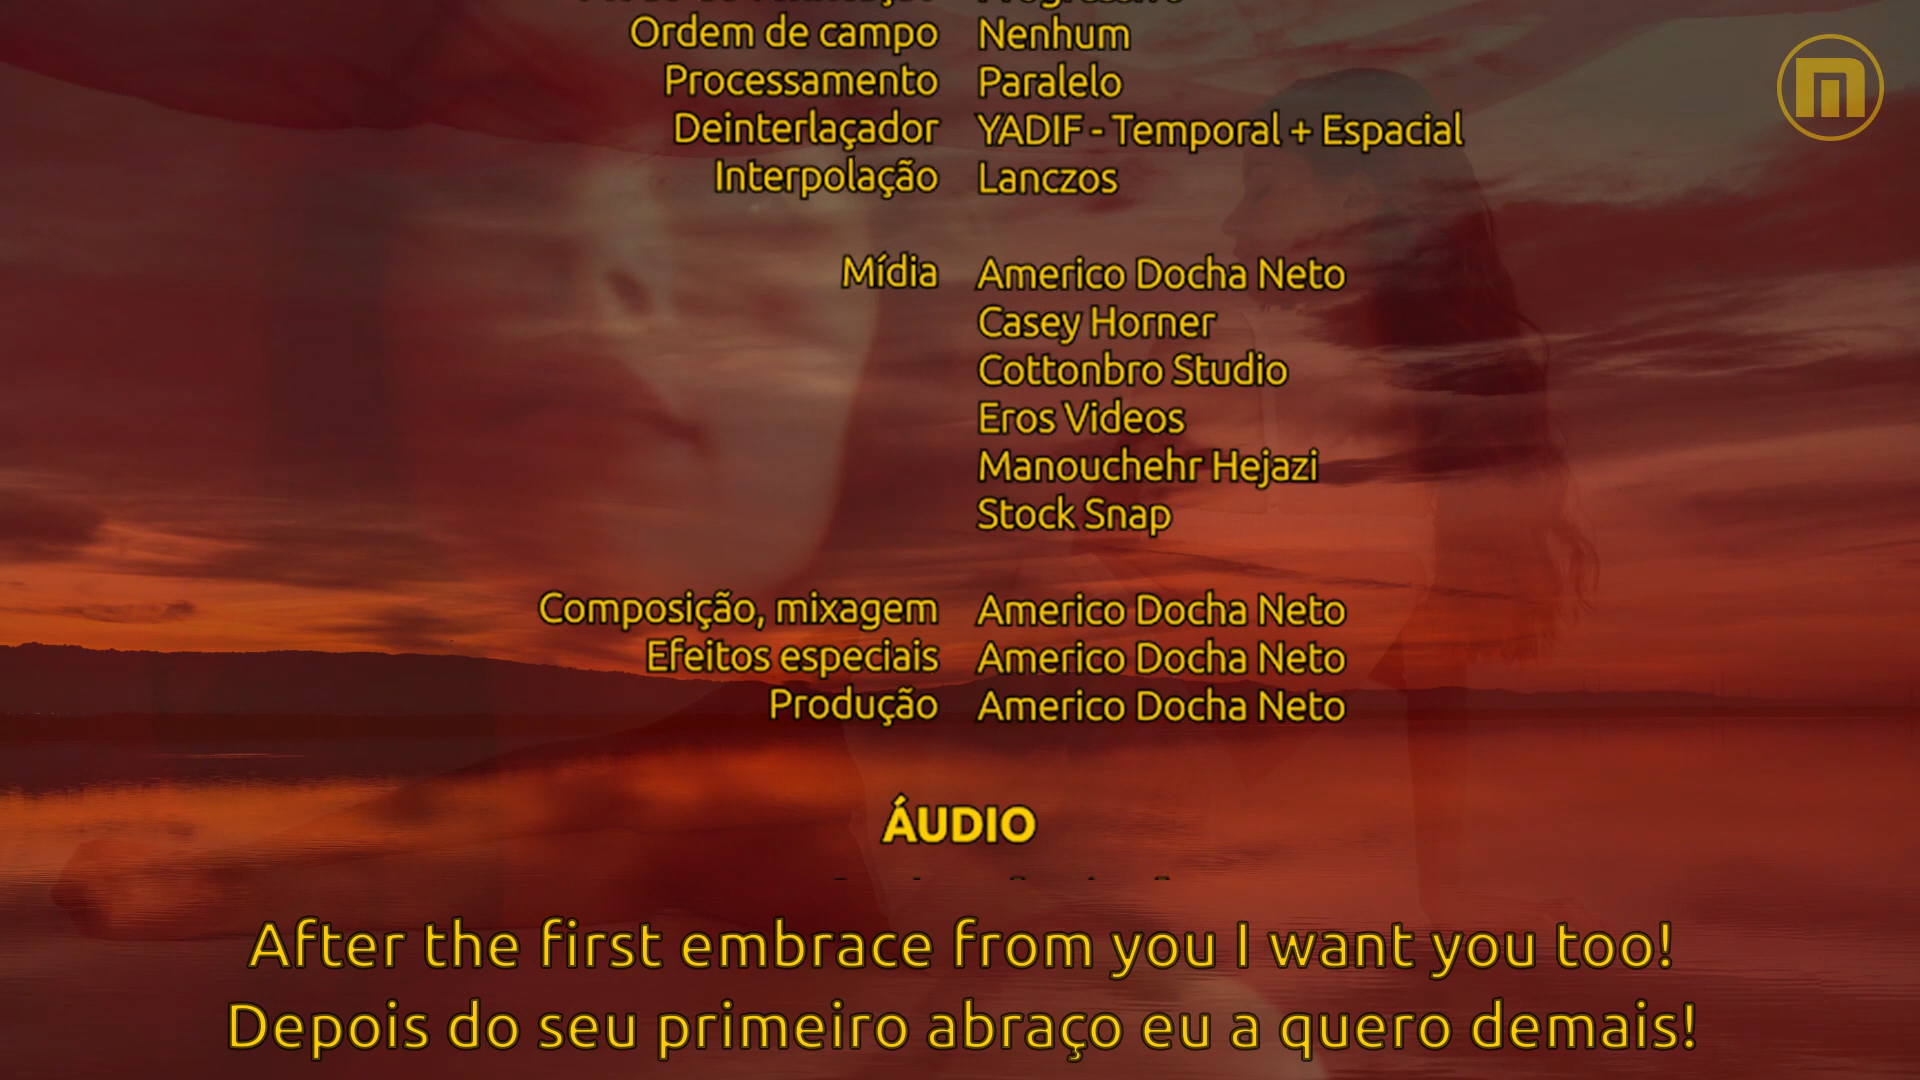 Ordem de campo Nenhum
Processamento Paralelo
Deinterlaçador YADIF - Temporal + Espacial
Interpolação Lanczos
Mídia Americo Docha Neto
Casey Horner
Cottonbro Studio
Eros Videos
Manouchehr Hejazi
Stock Snap
Composição, mixagem Americo Docha Neto
Efeitos especiais Americo Docha Neto
Produção Americo Docha Neto
ÁUDIO
After the first embrace from you I want you too!
Depois do seu primeiro abraço eu a quero demais!